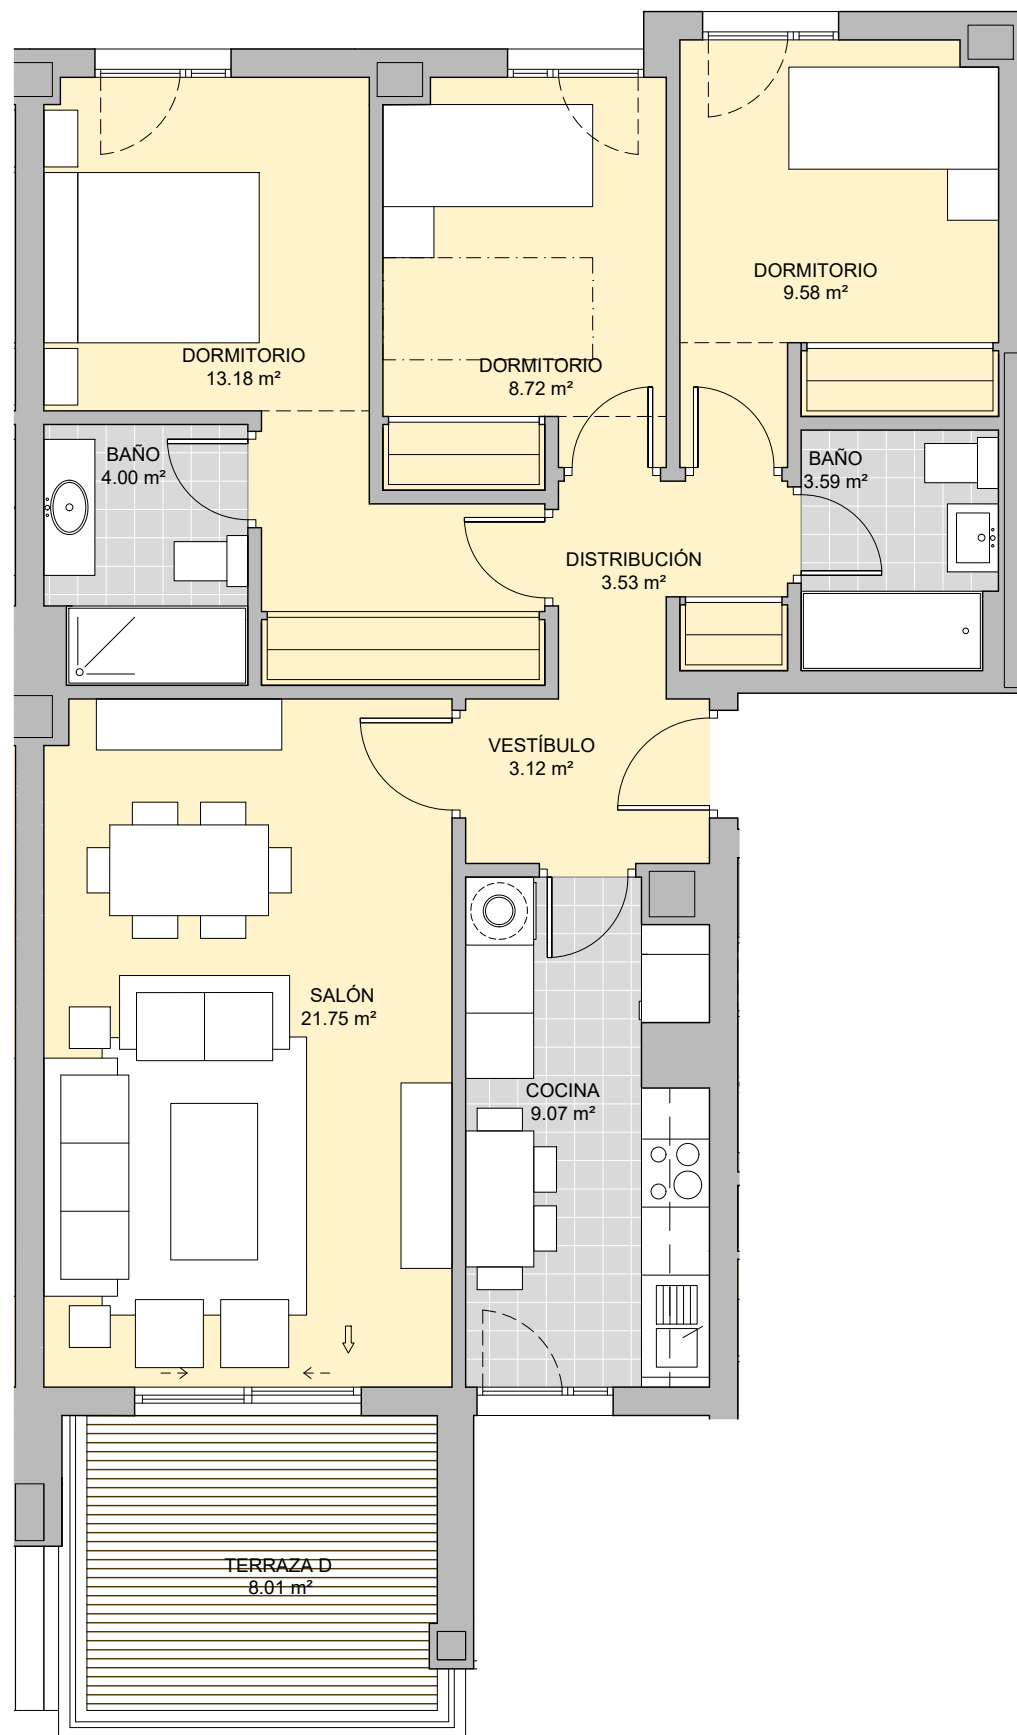 DORMITORIO
9.58 m²
DORMITORIO
13.18 m²
DORMITORIO
8.72 m²
BAÑO
4.00 m²
BAÑO
3.59 m²
DISTRIBUCIÓN
3.53 m²
VESTÍBULO
3.12 m²
SALÓN
21.75 m²
COCINA
9.07 m²
TERRAZA D
8.01 m²